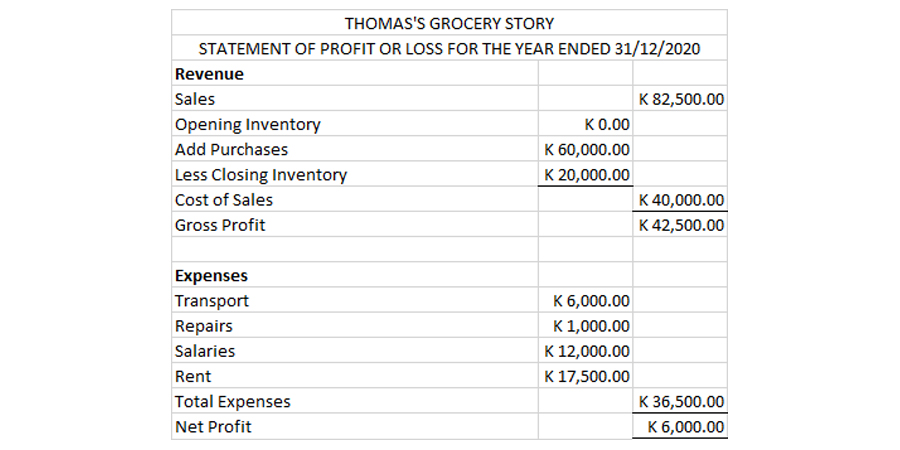 THOMAS'S GROCERY STORY
STATEMENT OF PROFIT OR LOSS FOR THE YEAR ENDED 31/12/2020
Revenue
Sales K 82,500.00
Opening Inventory K 0.00
Add Purchases K 60,000.00
Less Closing Inventory K 20,000.00
Cost of Sales K 40,000.00
Gross Profit K 42,500.00
Expenses
Transport K 6,000.00
Repairs K 1,000.00
Salaries K 12,000.00
Rent K 17,500.00
Total Expenses K 36,500.00
Net Profit K 6,000.00